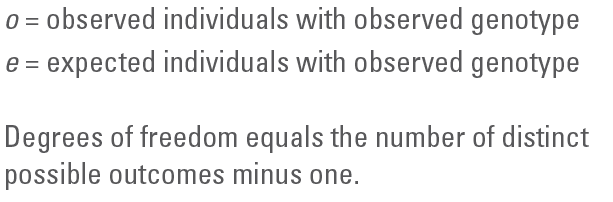 o = observed individuals with observed genotype
e = expected individuals with observed genotype
Degrees of freedom equals the number of distinct
possible outcomes minus one.